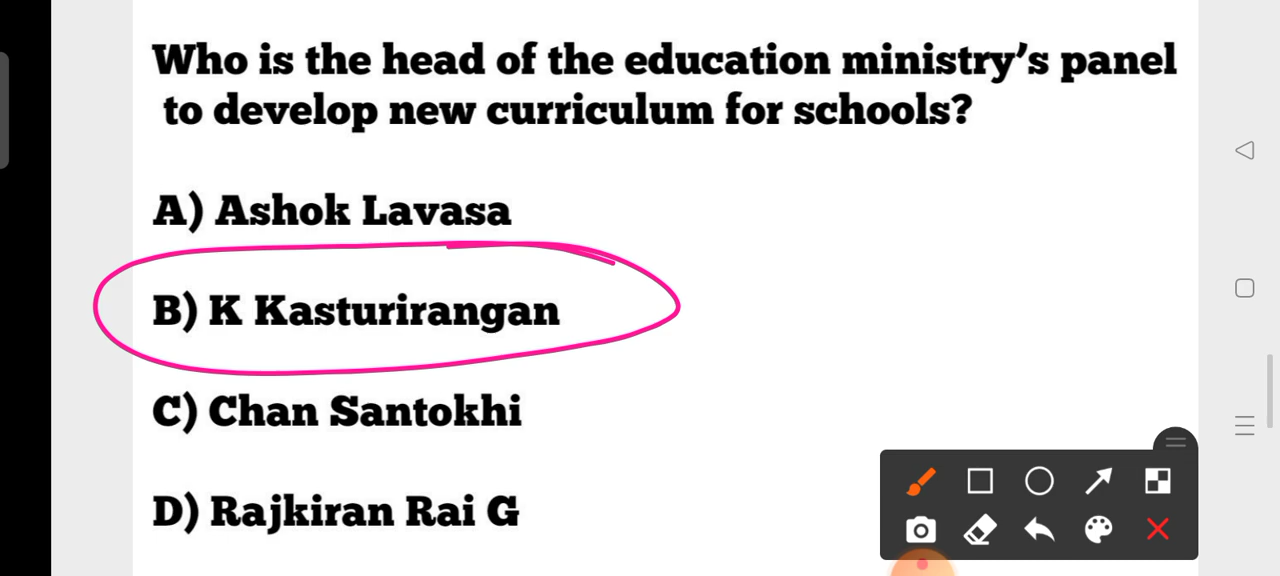 Who is the head of the education ministry’s panel
to develop new curriculum for schools?
A) Ashok Lavasa
B) K Kasturirangan
C) Chan Santokhi
D) Rajkiran Rai G